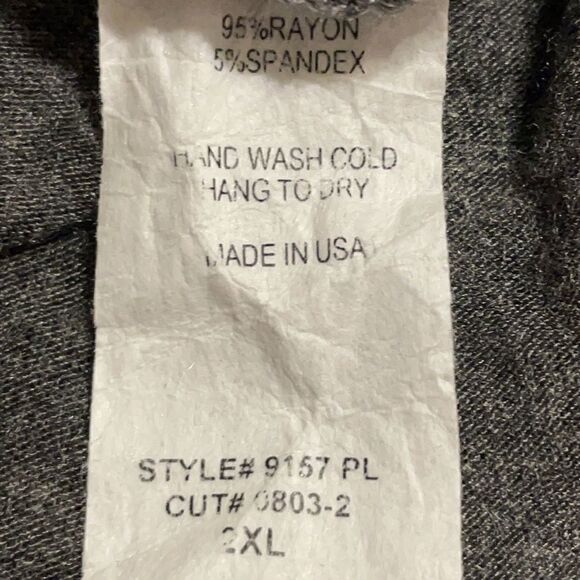 95%RAYON
5%SPANDEX
HAND WASH COLD
HANG TO DRY
MADE IN USA
STYLE# 9157 PL
CUT# 0803-2
2XL